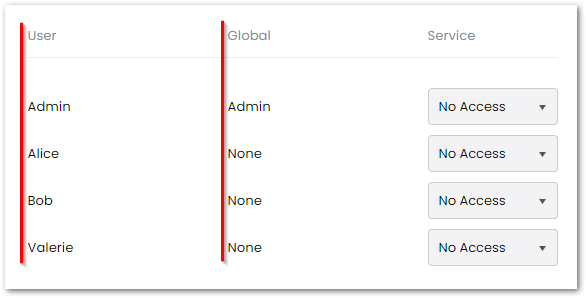 User Global Service
Admin Admin No Access
Alice None No Access
Bob None No Access
Valerie None No Access